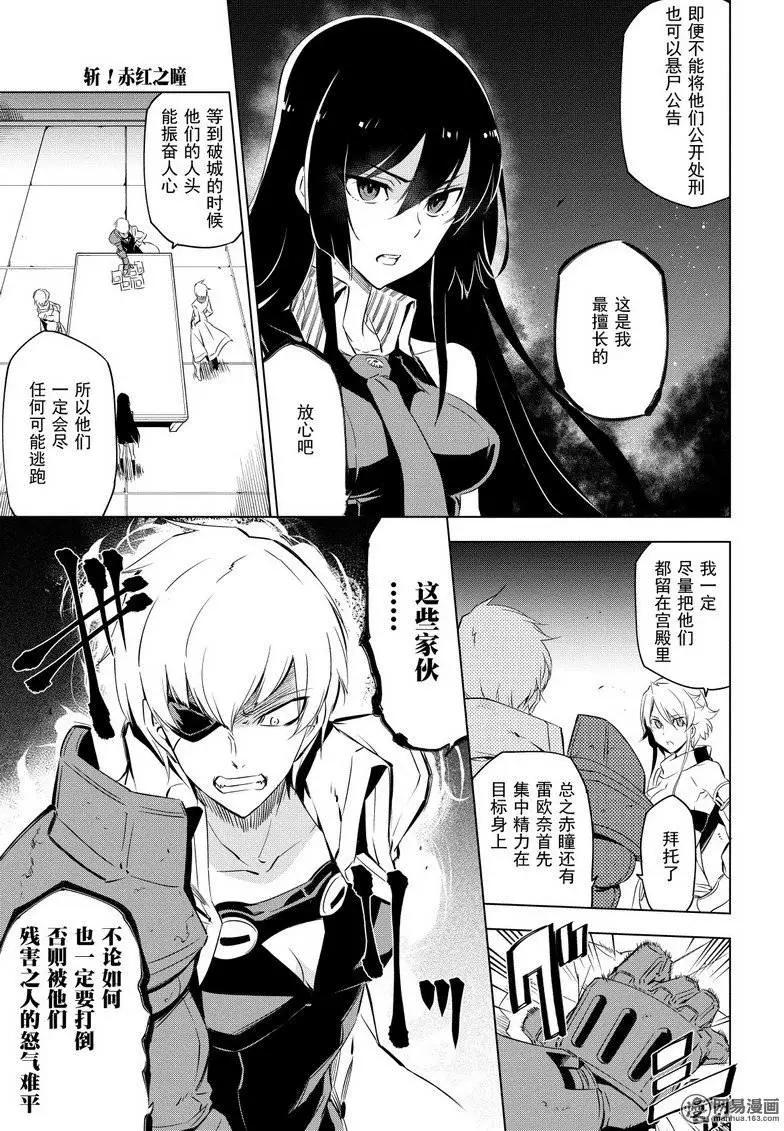 即便不能将他们公开处刑
也可以悬尸公告
这是我
最擅长的
放心吧
斩！赤红之瞳
等到破城的时候
他们的人头
能振奋人心
所以他们
一定会尽
任何可能逃跑
我一定
尽量把他们
都留在宫殿里
拜托了
总之赤瞳还有
雷欧奈首先
集中精力在
目标身上
这些家伙
……
不论如何
也一定要打倒
否则被他们
残害之人的怒气难平
网易漫画
manhua.163.com